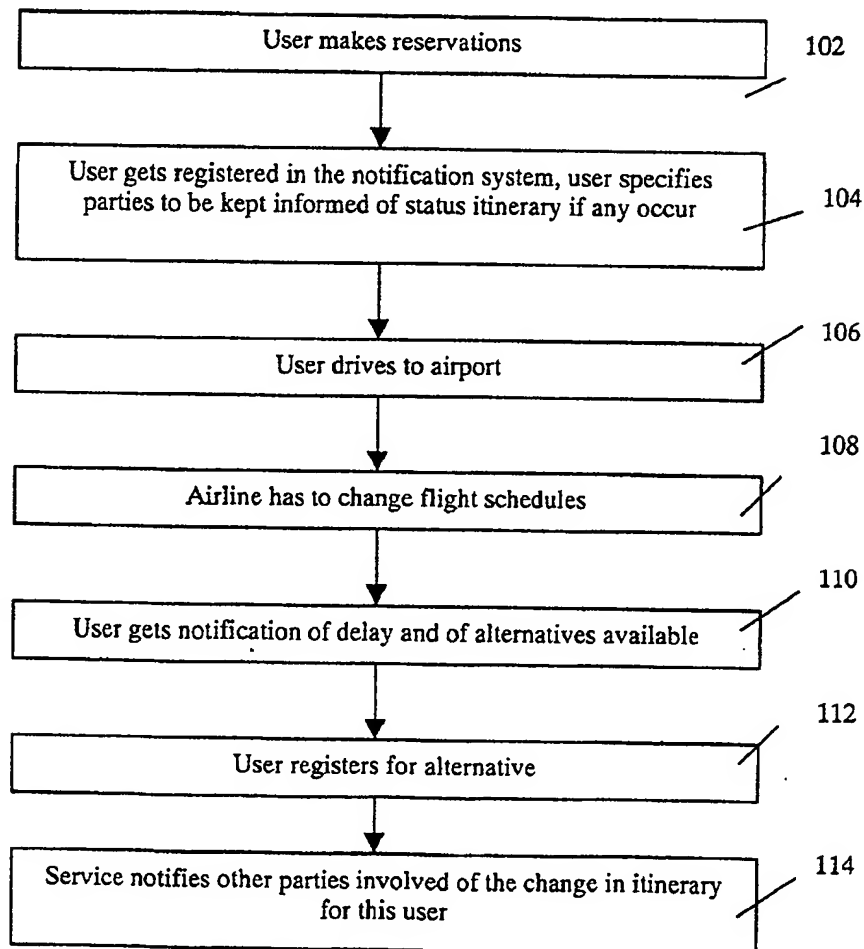 User makes reservations
102
User gets registered in the notification system, user specifies
parties to be kept informed of status itinerary if any occur
104
User drives to airport
106
Airline has to change flight schedules
108
User gets notification of delay and of alternatives available
110
User registers for alternative
112
Service notifies other parties involved of the change in itinerary
for this user
114